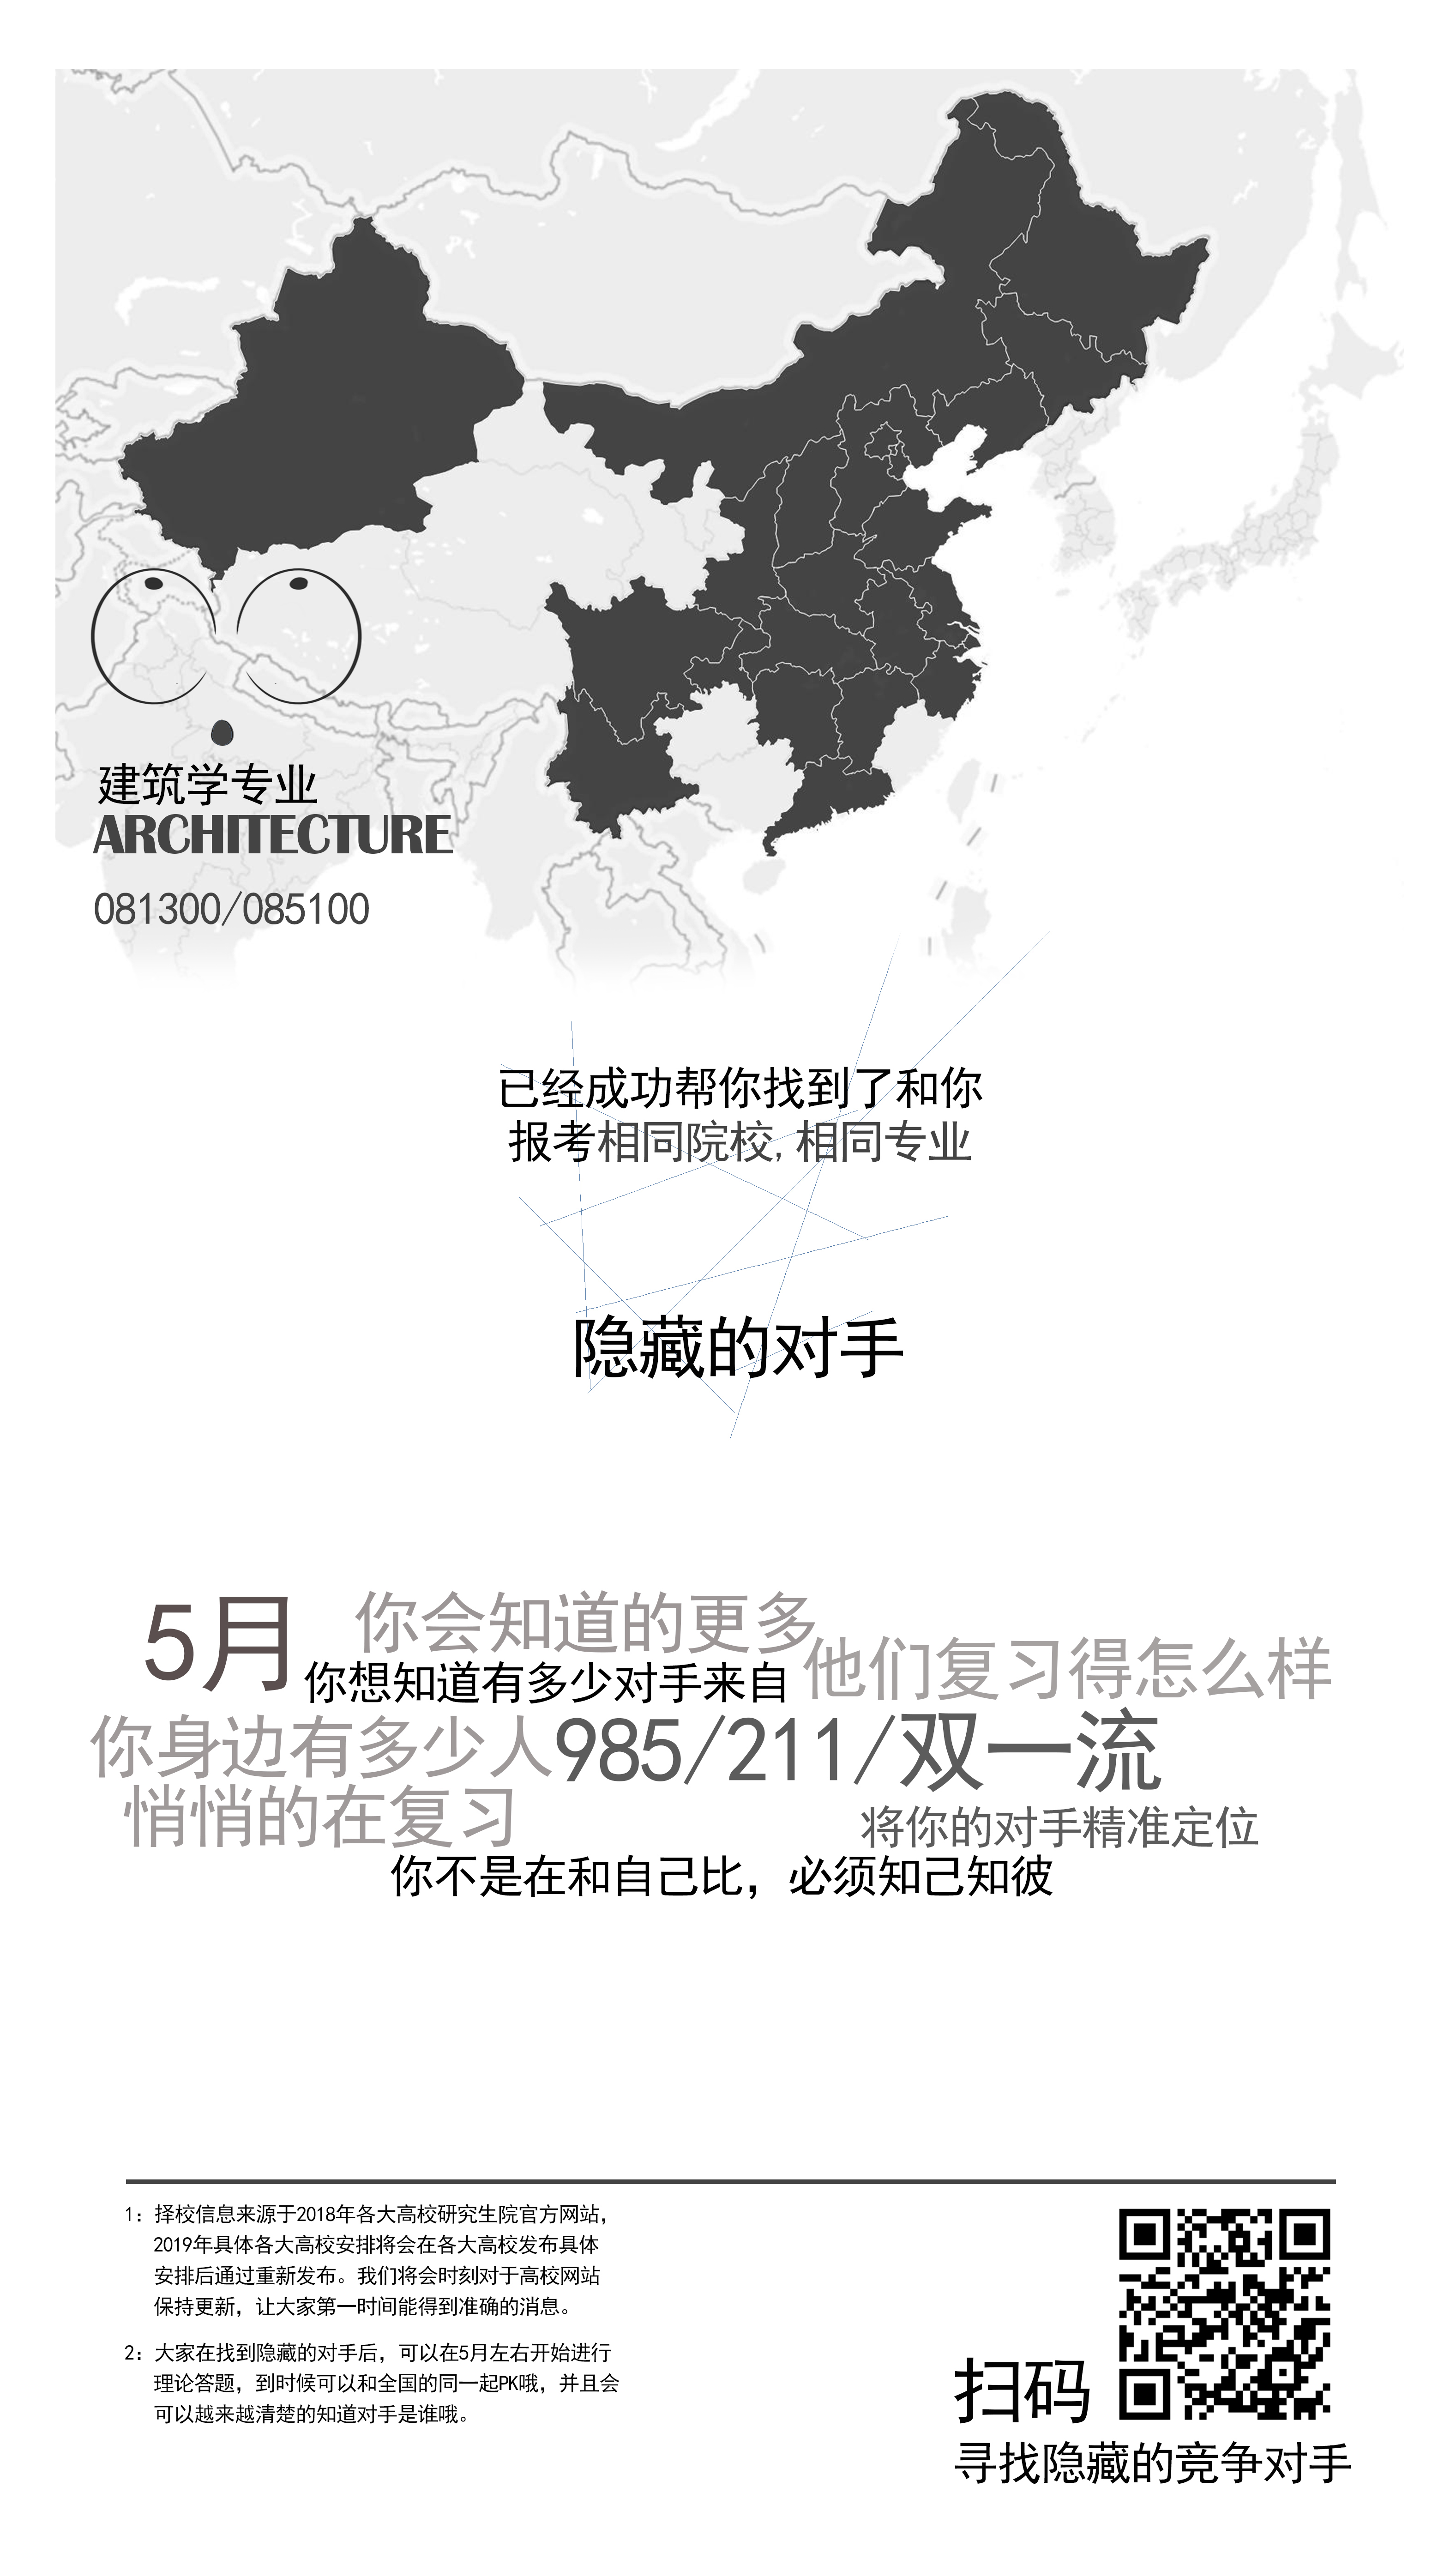 建筑学专业
ARCHITECTURE
081300/085100
已经成功帮你找到了和你
报考相同院校,相同专业
隐藏的对手
5月
你会知道的更多
你想知道有多少对手来自
他们复习得怎么样
你身边有多少人
985/211/双一流
悄悄的在复习
将你的对手精准定位
你不是在和自己比，必须知己知彼
1：择校信息来源于2018年各大高校研究生院官方网站，
2019年具体各大高校安排将会在各大高校发布具体
安排后通过重新发布。我们将会时刻对于高校网站
保持更新，让大家第一时间能得到准确的消息。
2：大家在找到隐藏的对手后，可以在5月左右开始进行
理论答题，到时候可以和全国的同一起PK哦，并且会
可以越来越清楚的知道对手是谁哦。
扫码
寻找隐藏的竞争对手